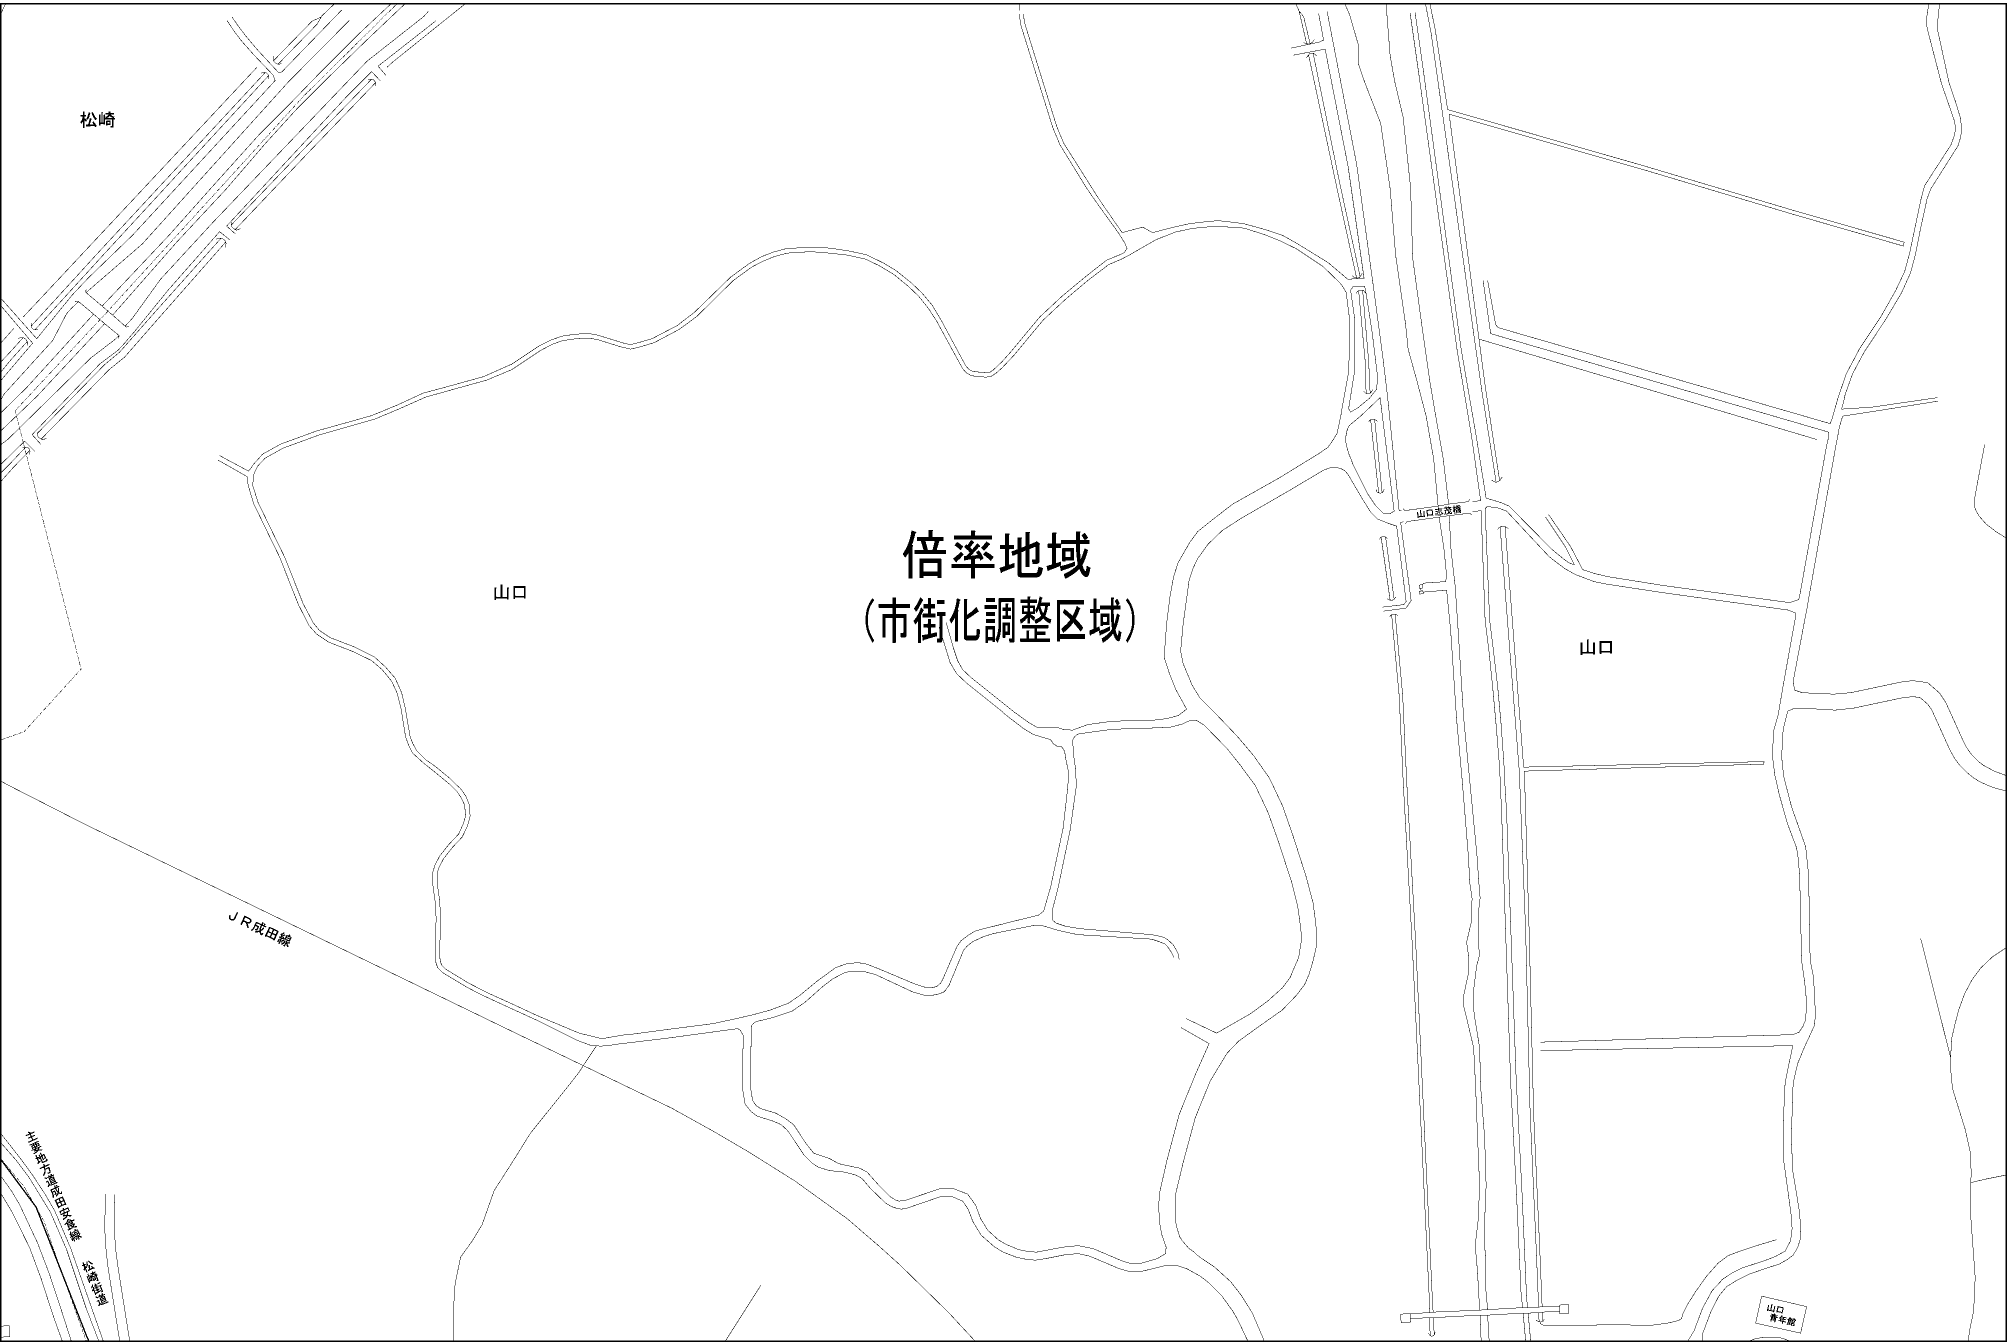 松崎
山口志茂橋
倍率地域
(市街化調整区域)
山口
山口
JR成田線
主要地方道成田安食線
松崎街道
山口
青年館